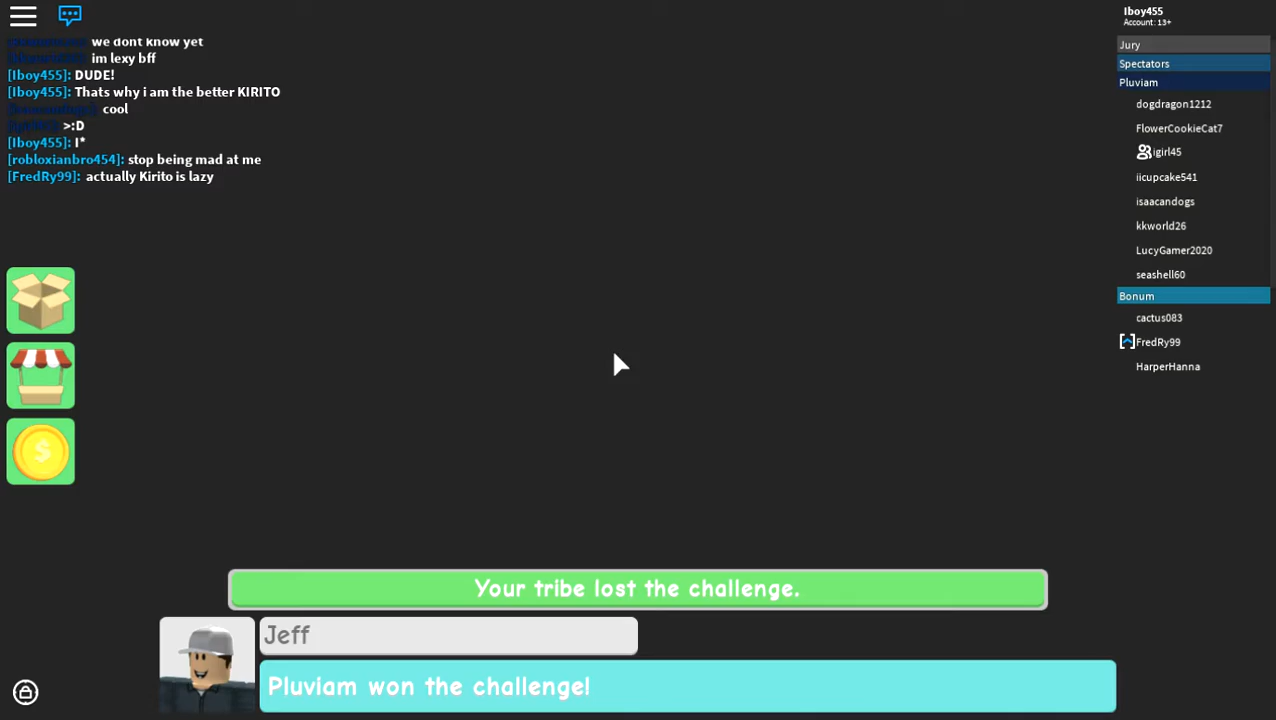 we dont know yet
im lexy bff
[Iboy455]: DUDE!
[Iboy455]: Thats why i am the better KIRITO
cool
>:D
[Iboy455]: I*
[robloxianbro454]: stop being mad at me
[FredRy99]: actually Kirito is lazy
Iboy455
Account: 13+
Jury
Spectators
Pluviam
dogdragon1212
FlowerCookieCat7
igirl45
iicupcake541
isaacandogs
kkworld26
LucyGamer2020
seashell60
Bonum
cactus083
FredRy99
HarperHanna
$
Your tribe lost the challenge.
Jeff
Pluviam won the challenge!